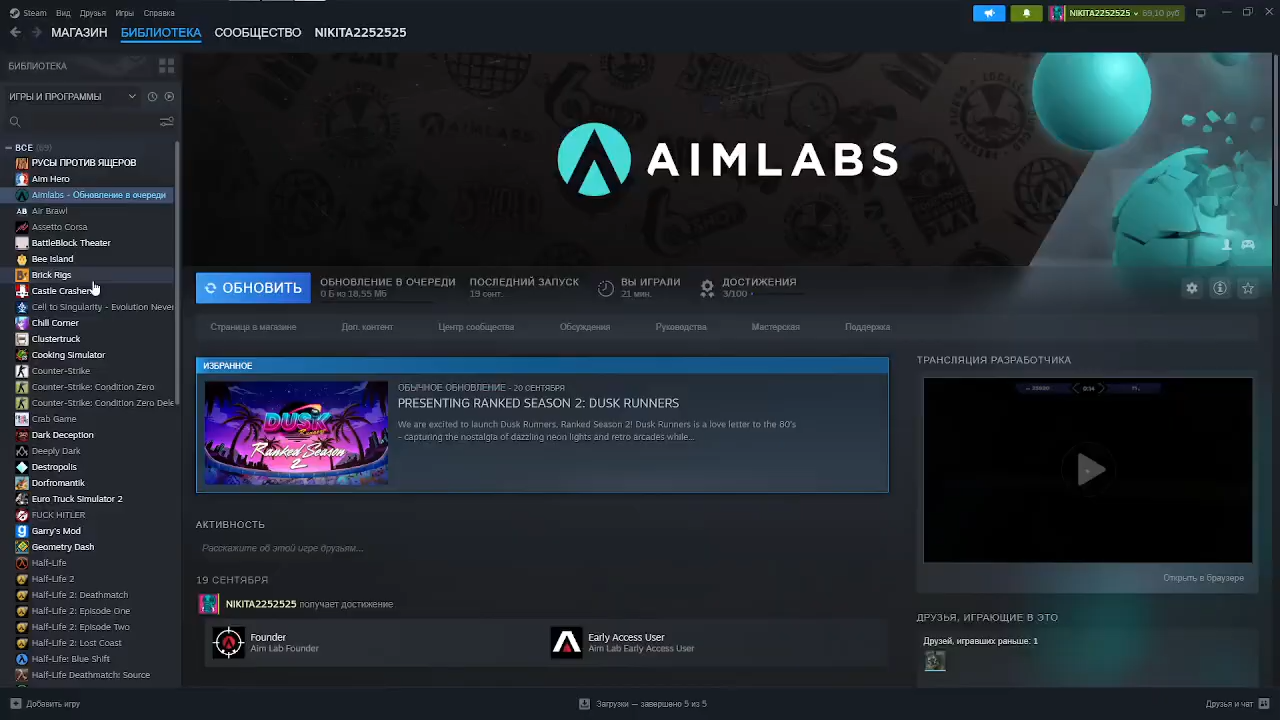 Steam Вид Друзья Игры Справка
NIKITA2252525 69,10 руб
МАГАЗИН БИБЛИОТЕКА СООБЩЕСТВО NIKITA2252525
БИБЛИОТЕКА
ИГРЫ И ПРОГРАММЫ
ВСЕ (69)
РУСЫ ПРОТИВ ЯЩЕРОВ
Aim Hero
Aimlabs - Обновление в очереди
Air Brawl
Assetto Corsa
BattleBlock Theater
Bee Island
Brick Rigs
Castle Crashers
Cell to Singularity - Evolution Never
Chill Corner
Clustertruck
Cooking Simulator
Counter-Strike
Counter-Strike: Condition Zero
Counter-Strike: Condition Zero Dele
Crab Game
Dark Deception
Deeply Dark
Distant Bells
Dorfromantik
Euro Truck Simulator 2
FUCK HITLER
Garry's Mod
Geometry Dash
Half-Life
Half-Life 2
Half-Life 2: Deathmatch
Half-Life 2: Episode One
Half-Life 2: Episode Two
Half-Life 2: Lost Coast
Half-Life: Blue Shift
Half-Life Deathmatch: Source
AIMLABS
ОБНОВИТЬ
ОБНОВЛЕНИЕ В ОЧЕРЕДИ
0 Б из 18,55 Мб
ПОСЛЕДНИЙ ЗАПУСК
19 сент.
ВЫ ИГРАЛИ
21 мин.
ДОСТИЖЕНИЯ
3/100
Страница в магазине Доп. контент Центр сообщества Обсуждения Руководства Мастерская Поддержка
ИЗБРАННОЕ
DUSK
Runners
Ranked Season
2
ОБЫЧНОЕ ОБНОВЛЕНИЕ - 20 СЕНТЯБРЯ
PRESENTING RANKED SEASON 2: DUSK RUNNERS
We are excited to launch Dusk Runners, Ranked Season 2! Dusk Runners is a love letter to the 80's
– capturing the nostalgia of dazzling neon lights and retro arcades while...
АКТИВНОСТЬ
Расскажите об этой игре друзьям...
19 СЕНТЯБРЯ
NIKITA2252525 получает достижение
Founder
Aim Lab Founder
Early Access User
Aim Lab Early Access User
ТРАНСЛЯЦИЯ РАЗРАБОТЧИКА
0:14
Открыть в браузере
ДРУЗЬЯ, ИГРАЮЩИЕ В ЭТО
Друзей, игравших раньше: 1
Добавить игру
Загрузки — завершено 5 из 5
Друзья и чат